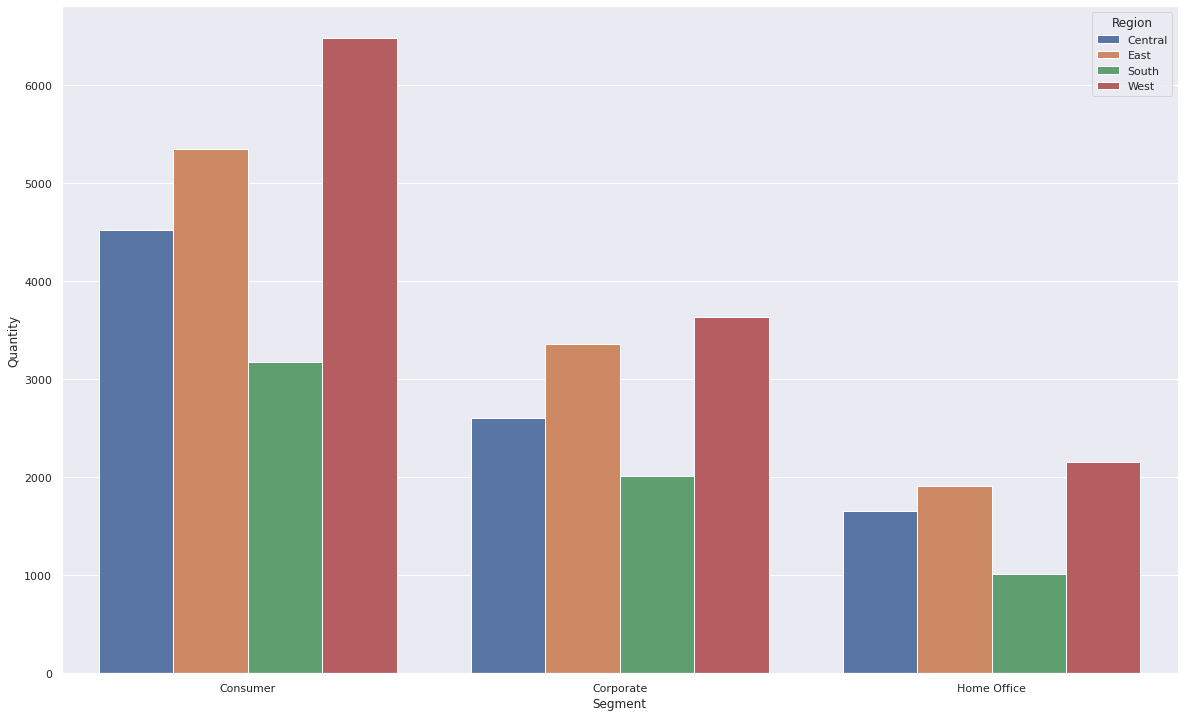 Region
Central
East
South
West
6000
5000
4000
3000
2000
1000
0
Quantity
Consumer
Corporate
Home Office
Segment